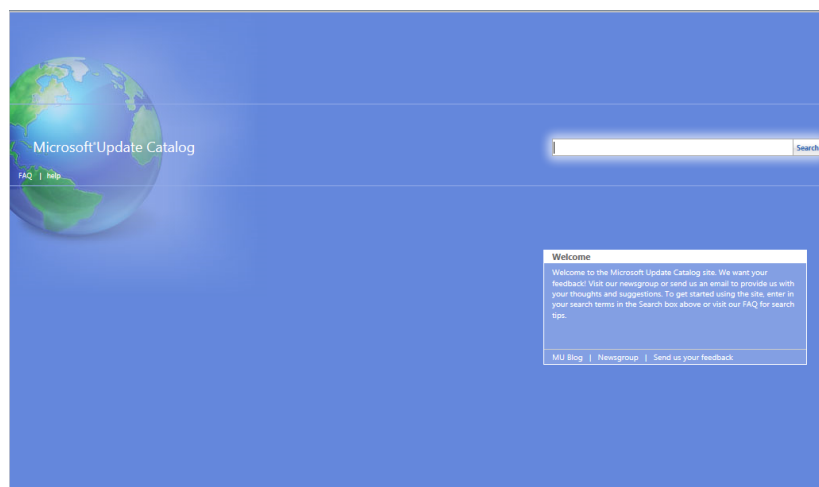 Microsoft®Update Catalog
Search
FAQ | help
Welcome
Welcome to the Microsoft Update Catalog site. We want your
feedback! Visit our newsgroup or send us an email to provide us with
your thoughts and suggestions. To get started using the site, enter in
your search terms in the Search box above or visit our FAQ for search
tips.
MU Blog | Newsgroup | Send us your feedback